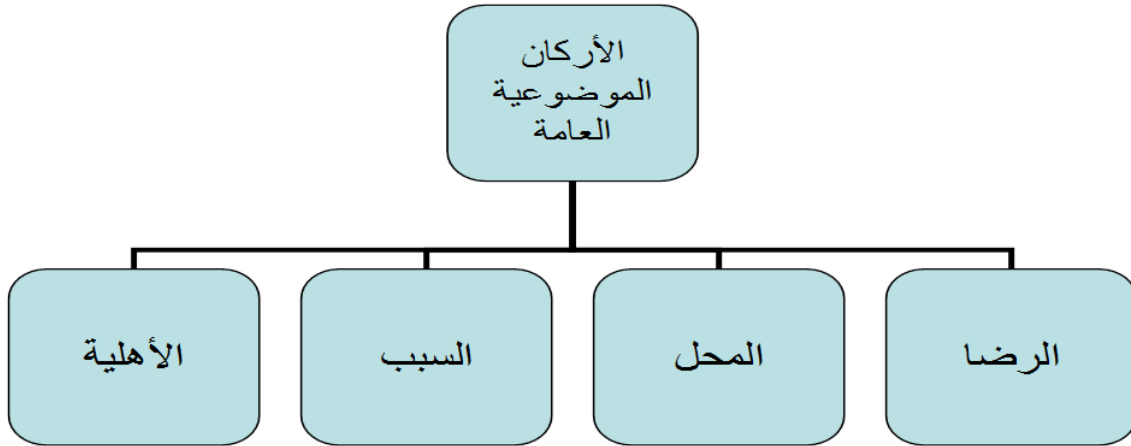 الأركان
الموضوعية
العامة
الرضا
المحل
السبب
الأهلية